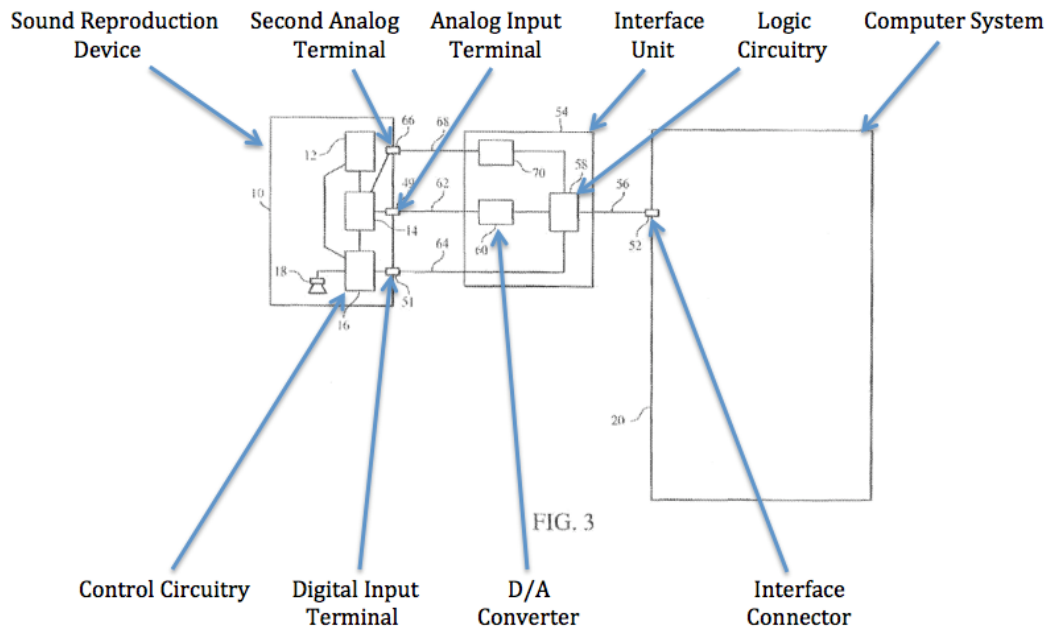 Sound Reproduction
Device
Second Analog
Terminal
Analog Input
Terminal
Interface
Unit
Logic
Circuitry
Computer System
66
68
54
12
70
58
10
49
62
56
14
60
52
64
18
16
51
20
FIG. 3
Control Circuitry
Digital Input
Terminal
D/A
Converter
Interface
Connector